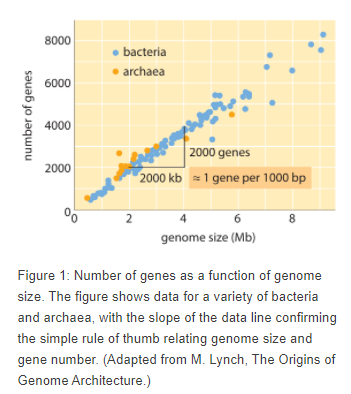 number of genes
8000
6000
4000
2000
0
0
2
4
6
8
bacteria
archaea
2000 genes
2000 kb
≈ 1 gene per 1000 bp
genome size (Mb)
Figure 1: Number of genes as a function of genome
size. The figure shows data for a variety of bacteria
and archaea, with the slope of the data line confirming
the simple rule of thumb relating genome size and
gene number. (Adapted from M. Lynch, The Origins of
Genome Architecture.)